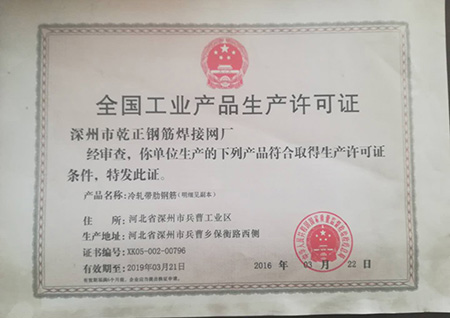 全国工业产品生产许可证
深州市乾正钢筋焊接网厂
经审查，你单位生产的下列产品符合取得生产许可证
条件，特发此证。
产品名称：冷轧带肋钢筋（明细见副本）
住 所：河北省深州市兵曹工业区
生产地址：河北省深州市兵曹乡保衡路西侧
证书编号：XK05-002-00796
有效期至：2019年03月21日
2016 年 03 月 22 日